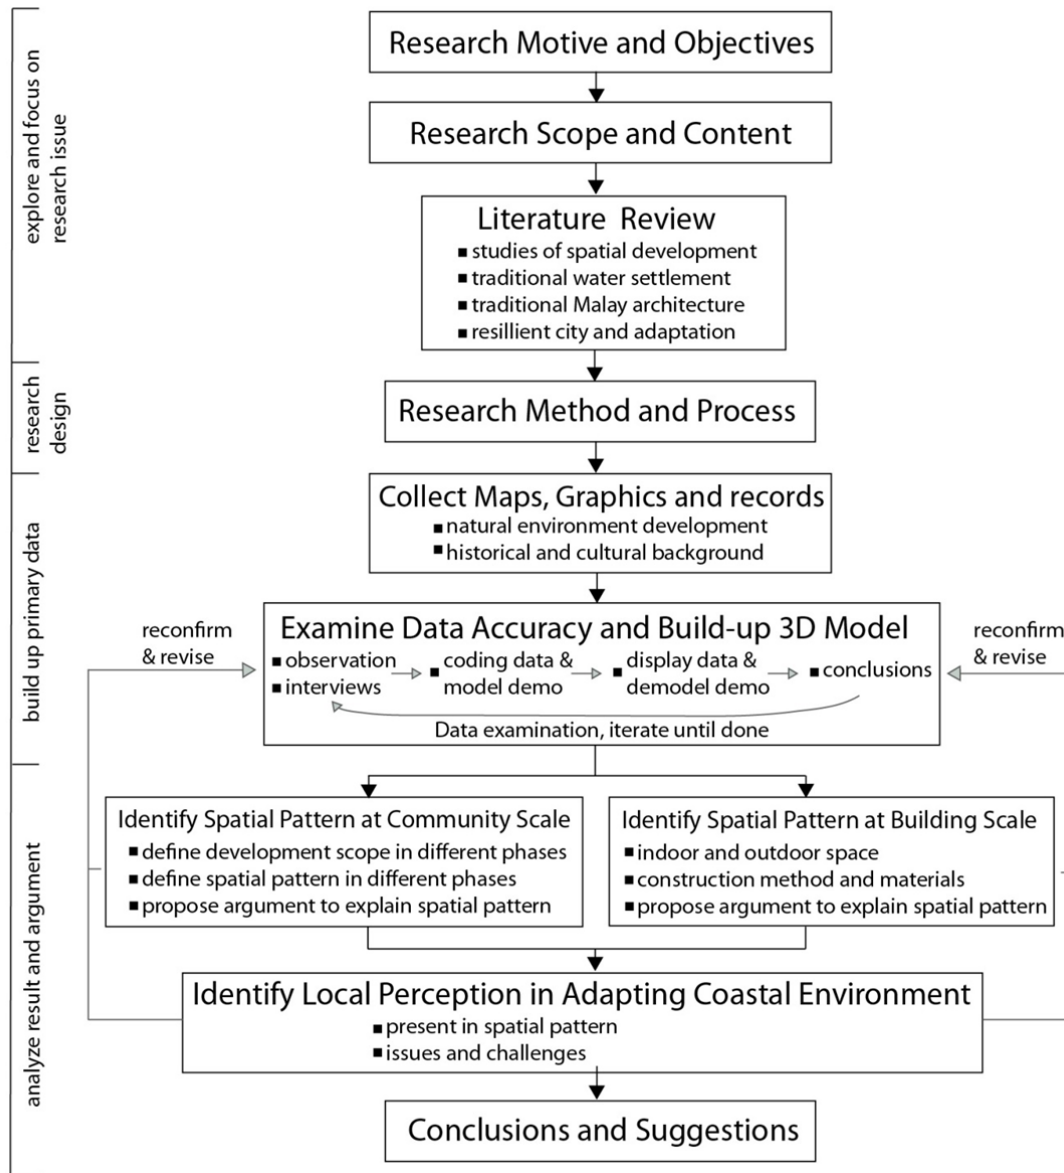 explore and focus on
research issue
Research Motive and Objectives
Research Scope and Content
Literature Review
■ studies of spatial development
■ traditional water settlement
■ traditional Malay architecture
■ resillient city and adaptation
research
design
Research Method and Process
build up primary data
Collect Maps, Graphics and records
■ natural environment development
■ historical and cultural background
reconfirm
& revise
Examine Data Accuracy and Build-up 3D Model
■ observation
■ interviews
■ coding data &
model demo
■ display data &
demodel demo
■ conclusions
Data examination, iterate until done
reconfirm
& revise
analyze result and argument
Identify Spatial Pattern at Community Scale
■ define development scope in different phases
■ define spatial pattern in different phases
■ propose argument to explain spatial pattern
Identify Spatial Pattern at Building Scale
■ indoor and outdoor space
■ construction method and materials
■ propose argument to explain spatial pattern
Identify Local Perception in Adapting Coastal Environment
■ present in spatial pattern
■ issues and challenges
Conclusions and Suggestions